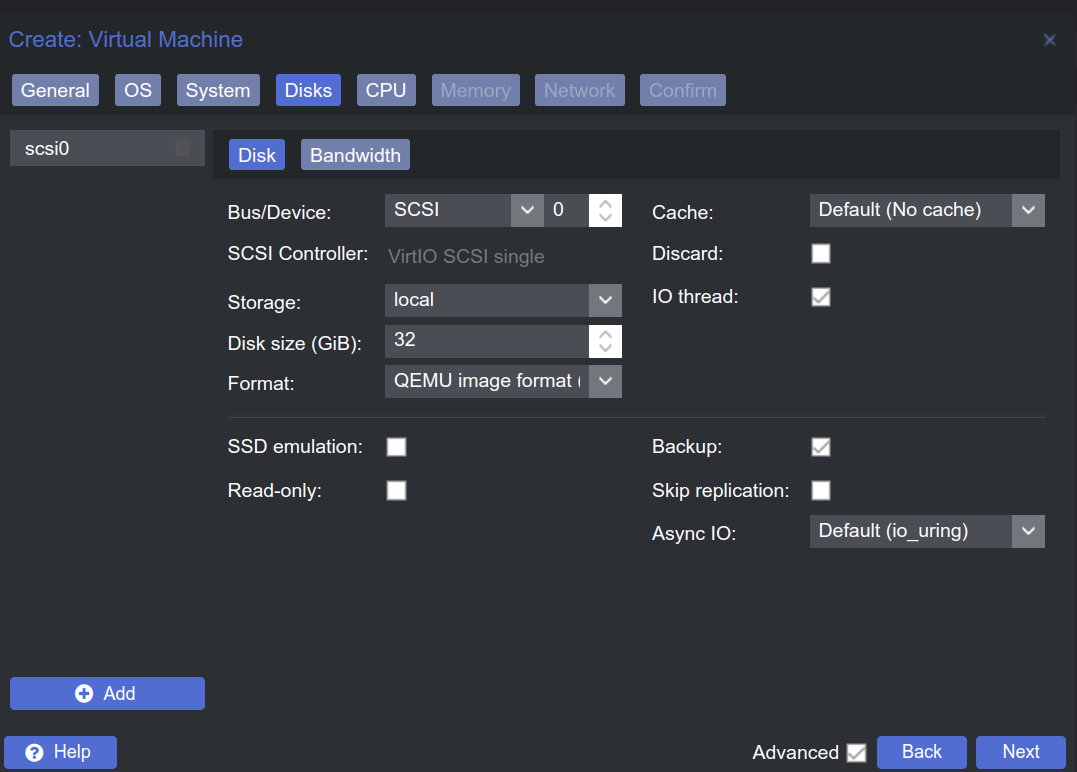 Create: Virtual Machine
General OS System Disks CPU Memory Network Confirm
scsi0
Disk Bandwidth
Bus/Device: SCSI 0 Cache: Default (No cache)
SCSI Controller: VirtIO SCSI single Discard:
Storage: local IO thread:
Disk size (GiB): 32
Format: QEMU image format (
SSD emulation: Backup:
Read-only: Skip replication:
Async IO: Default (io_uring)
Add
Help Advanced Back Next